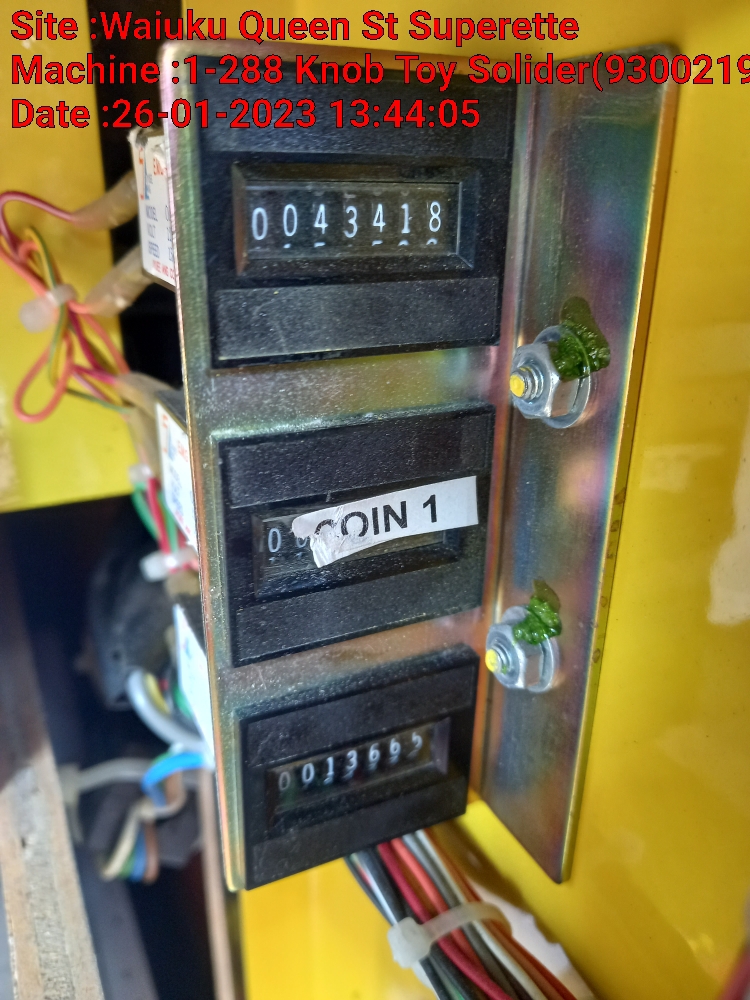 Site :Waiuku Queen St Superette
Machine :1-288 Knob Toy Solider(9300219
Date :26-01-2023 13:44:05
0043418
0
COIN 1
0013665